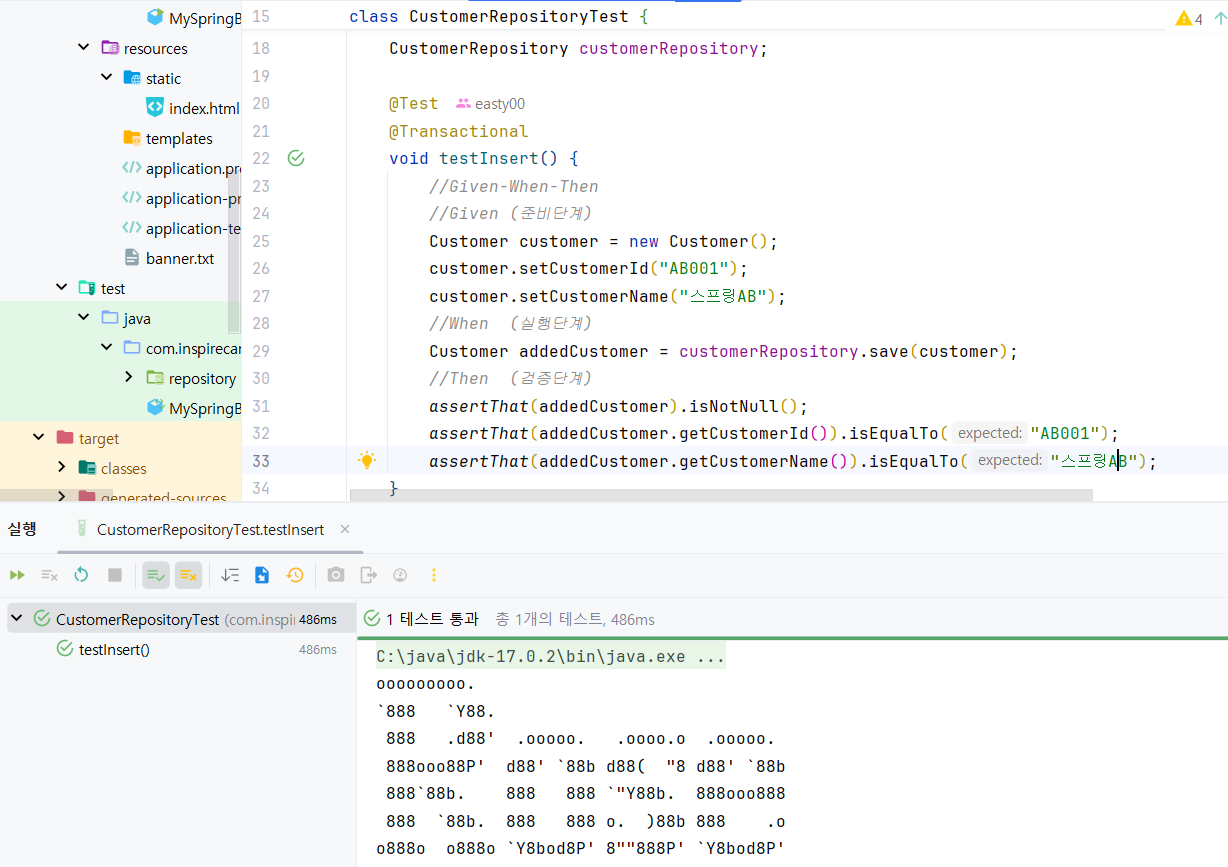 MySpringB
resources
static
index.html
templates
application.pro
application-pr
application-te
banner.txt
test
java
com.inspirecar
repository
MySpringB
target
classes
generated-sources
15 class CustomerRepositoryTest {
4
18 CustomerRepository customerRepository;
19
20 @Test easty00
21 @Transactional
22 void testInsert() {
23 //Given-When-Then
24 //Given (준비단계)
25 Customer customer = new Customer();
26 customer.setCustomerId("AB001");
27 customer.setCustomerName("스프링AB");
28 //When (실행단계)
29 Customer addedCustomer = customerRepository.save(customer);
30 //Then (검증단계)
31 assertThat(addedCustomer).isNotNull();
32 assertThat(addedCustomer.getCustomerId()).isEqualTo( expected: "AB001");
33 assertThat(addedCustomer.getCustomerName()).isEqualTo( expected: "스프링AB");
34 }
실행 CustomerRepositoryTest.testInsert
CustomerRepositoryTest (com.inspi 486ms
testInsert() 486ms
1 테스트 통과 총 1개의 테스트, 486ms
C:\java\jdk-17.0.2\bin\java.exe ...
ooooooooo.
`888   `Y88.
 888   .d88'  .ooooo.   .oooo.o  .ooooo.
 888ooo88P'  d88' `88b d88(  "8 d88' `88b
 888`88b.    888   888 `"Y88b.  888ooo888
 888  `88b.  888   888 o.  )88b 888    .o
o888o  o888o `Y8bod8P' 8""888P' `Y8bod8P'